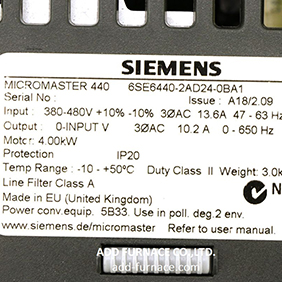 SIEMENS
MICROMASTER 440 6SE6440-2AD24-0BA1
Serial No : Issue : A18/2.09
Input : 380-480V +10% -10% 3ØAC 13.6A 47 - 63 Hz
Output : 0-INPUT V 3ØAC 10.2 A 0 - 650 Hz
Motor: 4.00kW
Protection IP20
Temp Range : -10 - +50°C Duty Class II Weight: 3.0k
Line Filter Class A
Made in EU (United Kingdom)
Power conv.equip. 5B33. Use in poll. deg.2 env.
www.siemens.de/micromaster Refer to user manual.
ADD FURNACE CO.,LTD.
add-furnace.com